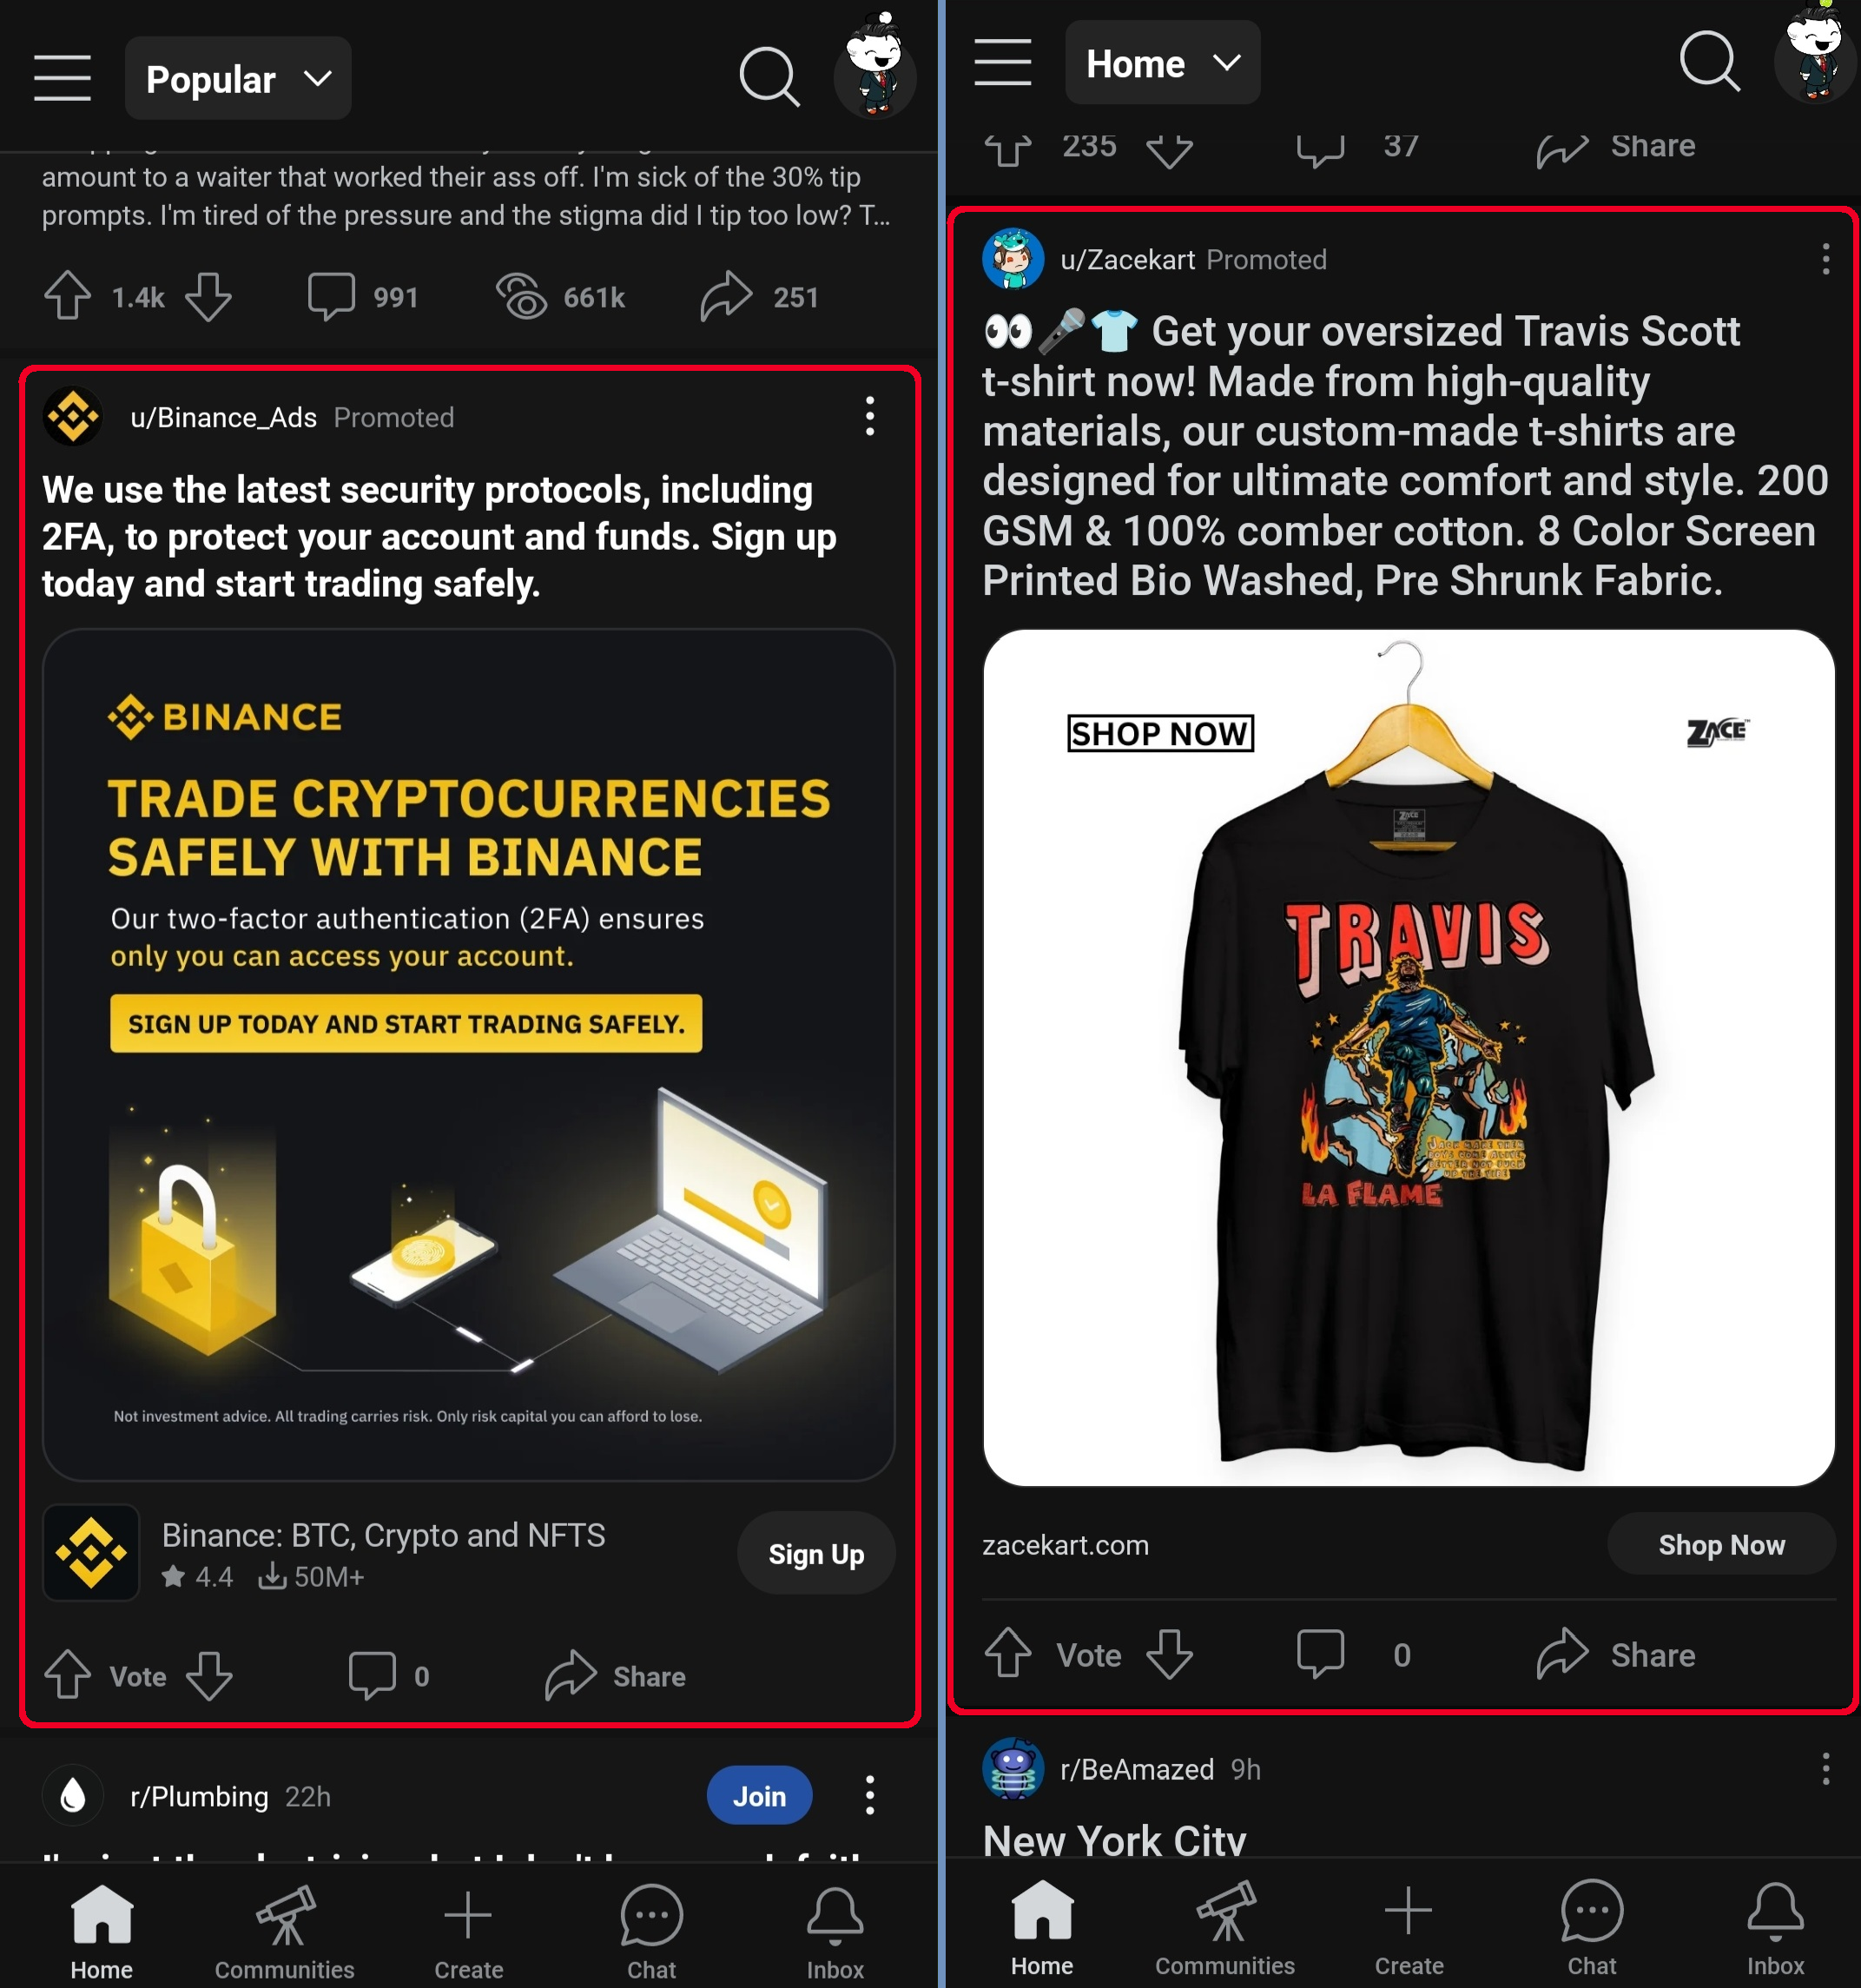 Popular
amount to a waiter that worked their ass off. I'm sick of the 30% tip
prompts. I'm tired of the pressure and the stigma did I tip too low? T...
1.4k 991 661k 251
u/Binance_Ads Promoted
We use the latest security protocols, including
2FA, to protect your account and funds. Sign up
today and start trading safely.
BINANCE
TRADE CRYPTOCURRENCIES
SAFELY WITH BINANCE
Our two-factor authentication (2FA) ensures
only you can access your account.
SIGN UP TODAY AND START TRADING SAFELY.
Not investment advice. All trading carries risk. Only risk capital you can afford to lose.
Binance: BTC, Crypto and NFTS
4.4 50M+
Sign Up
Vote 0 Share
r/Plumbing 22h
Join
Home Communities Create Chat Inbox
Home
235 37 Share
u/Zacekart Promoted
👀🎤👕 Get your oversized Travis Scott
t-shirt now! Made from high-quality
materials, our custom-made t-shirts are
designed for ultimate comfort and style. 200
GSM & 100% comber cotton. 8 Color Screen
Printed Bio Washed, Pre Shrunk Fabric.
SHOP NOW
ZACE
TRAVIS
LA FLAME
zacekart.com
Shop Now
Vote 0 Share
r/BeAmazed 9h
New York City
Home Communities Create Chat Inbox